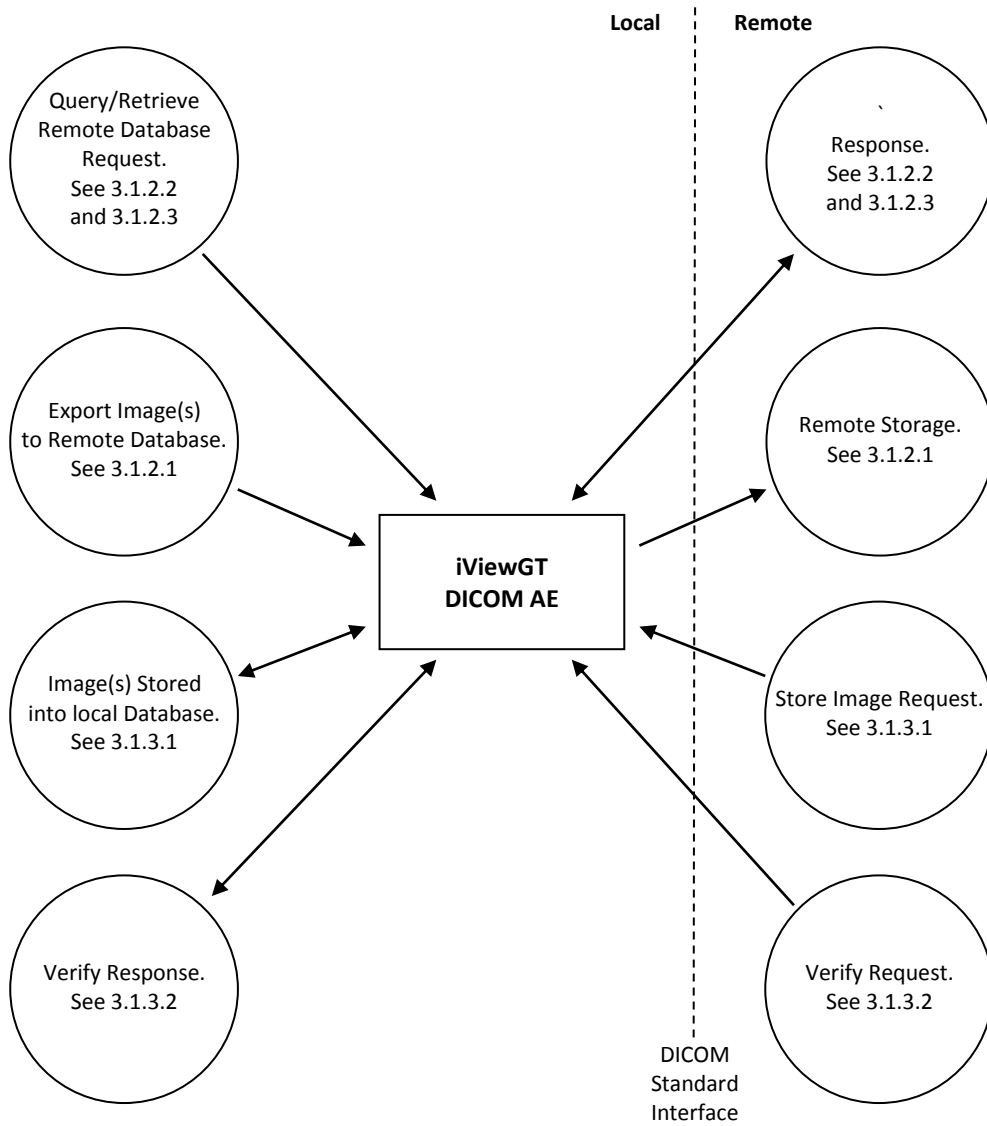 Local
Remote
Query/Retrieve
Remote Database
Request.
See 3.1.2.2
and 3.1.2.3
`
Response.
See 3.1.2.2
and 3.1.2.3
Export Image(s)
to Remote Database.
See 3.1.2.1
Remote Storage.
See 3.1.2.1
iViewGT
DICOM AE
Image(s) Stored
into local Database.
See 3.1.3.1
Store Image Request.
See 3.1.3.1
Verify Response.
See 3.1.3.2
Verify Request.
See 3.1.3.2
DICOM
Standard
Interface